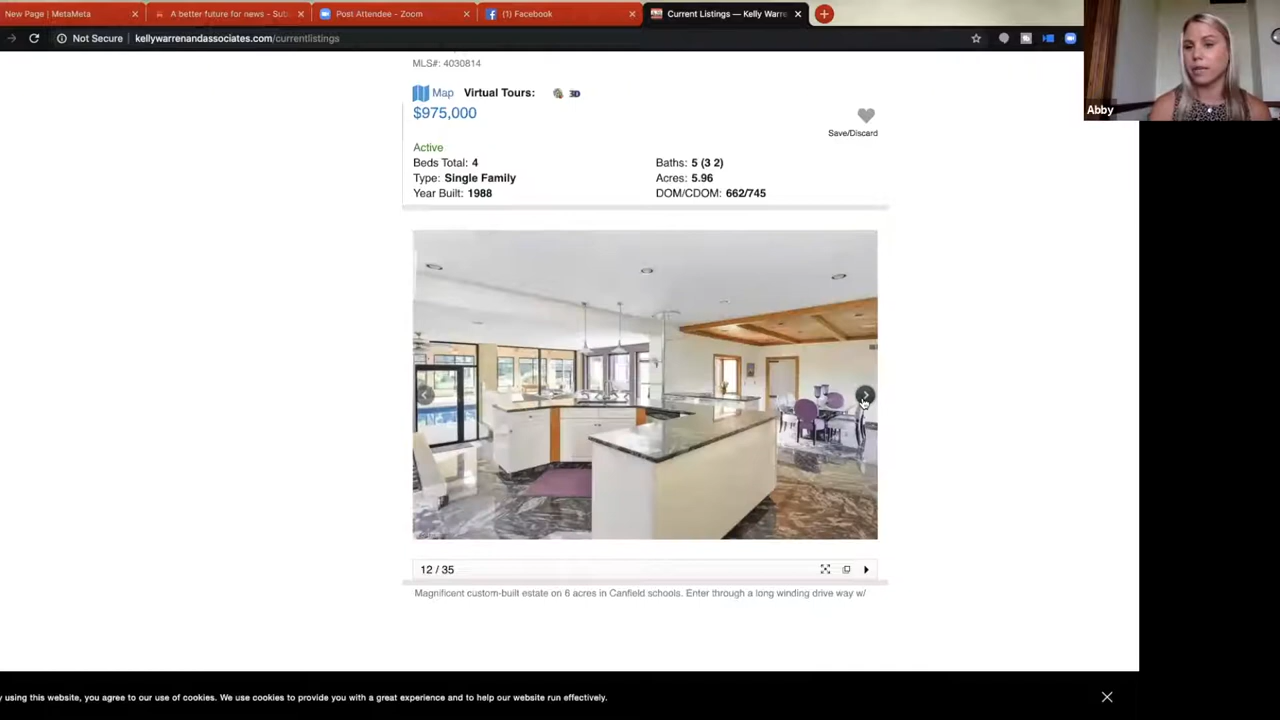 New Page | MetaMeta
A better future for news - Sub
Post Attendee - Zoom
(1) Facebook
Current Listings — Kelly Warre
Not Secure
kellywarrenandassociates.com/currentlistings
Abby
MLS#: 4030814
Map Virtual Tours: 3D
$975,000
Save/Discard
Active
Beds Total: 4
Baths: 5 (3 2)
Type: Single Family
Acres: 5.96
Year Built: 1988
DOM/CDOM: 662/745
12 / 35
Magnificent custom-built estate on 6 acres in Canfield schools. Enter through a long winding drive way w/
y using this website, you agree to our use of cookies. We use cookies to provide you with a great experience and to help our website run effectively.